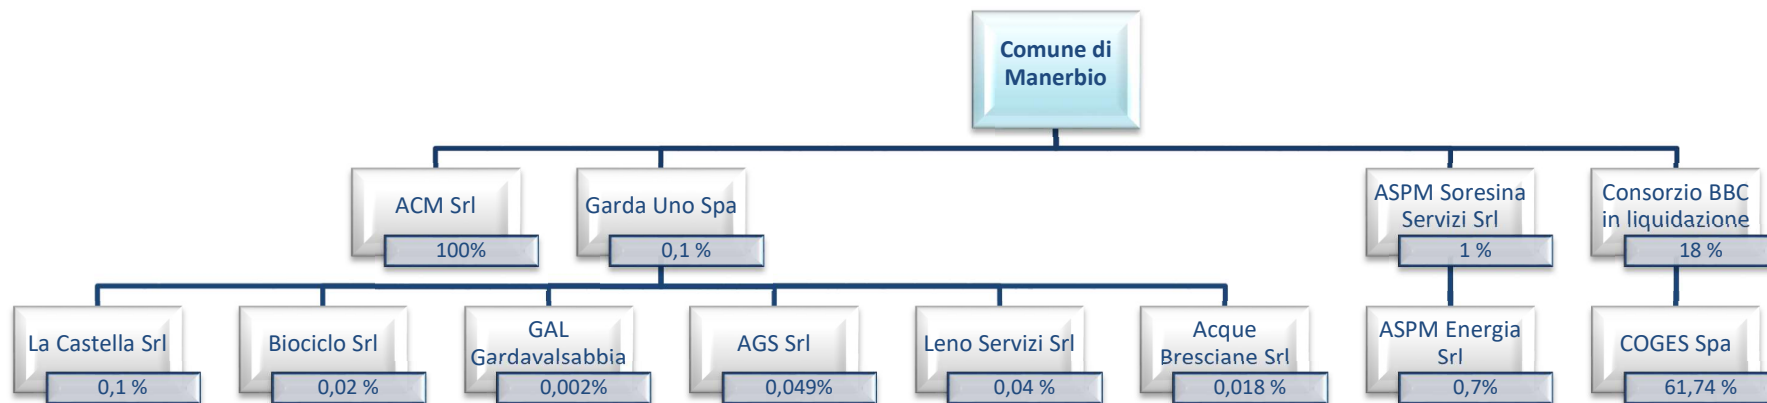 Comune di
Manerbio
ACM Srl
100%
Garda Uno Spa
0,1 %
ASPM Soresina
Servizi Srl
1 %
Consorzio BBC
in liquidazione
18 %
La Castella Srl
0,1 %
Biociclo Srl
0,02 %
GAL
Gardavalsabbia
0,002%
AGS Srl
0,049%
Leno Servizi Srl
0,04 %
Acque
Bresciane Srl
0,018 %
ASPM Energia
Srl
0,7%
COGES Spa
61,74 %